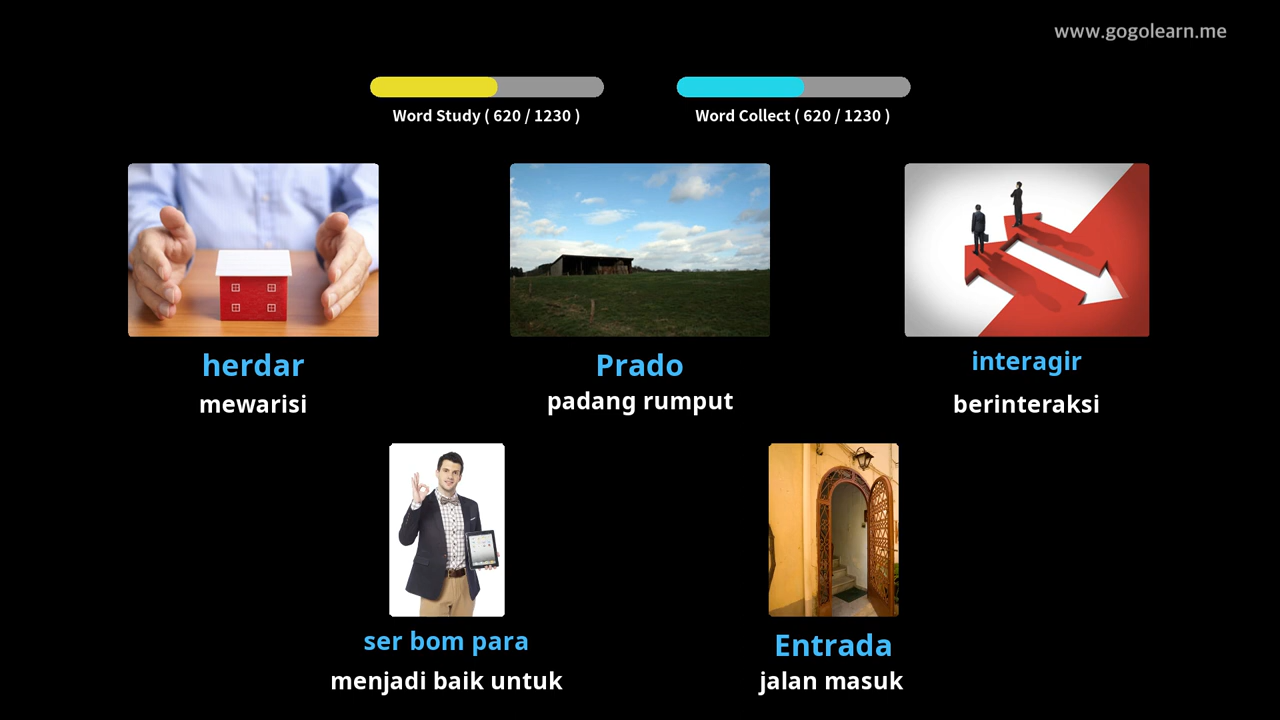 www.gogolearn.me
Word Study ( 620 / 1230 )
Word Collect ( 620 / 1230 )
herdar
mewarisi
Prado
padang rumput
interagir
berinteraksi
ser bom para
menjadi baik untuk
Entrada
jalan masuk